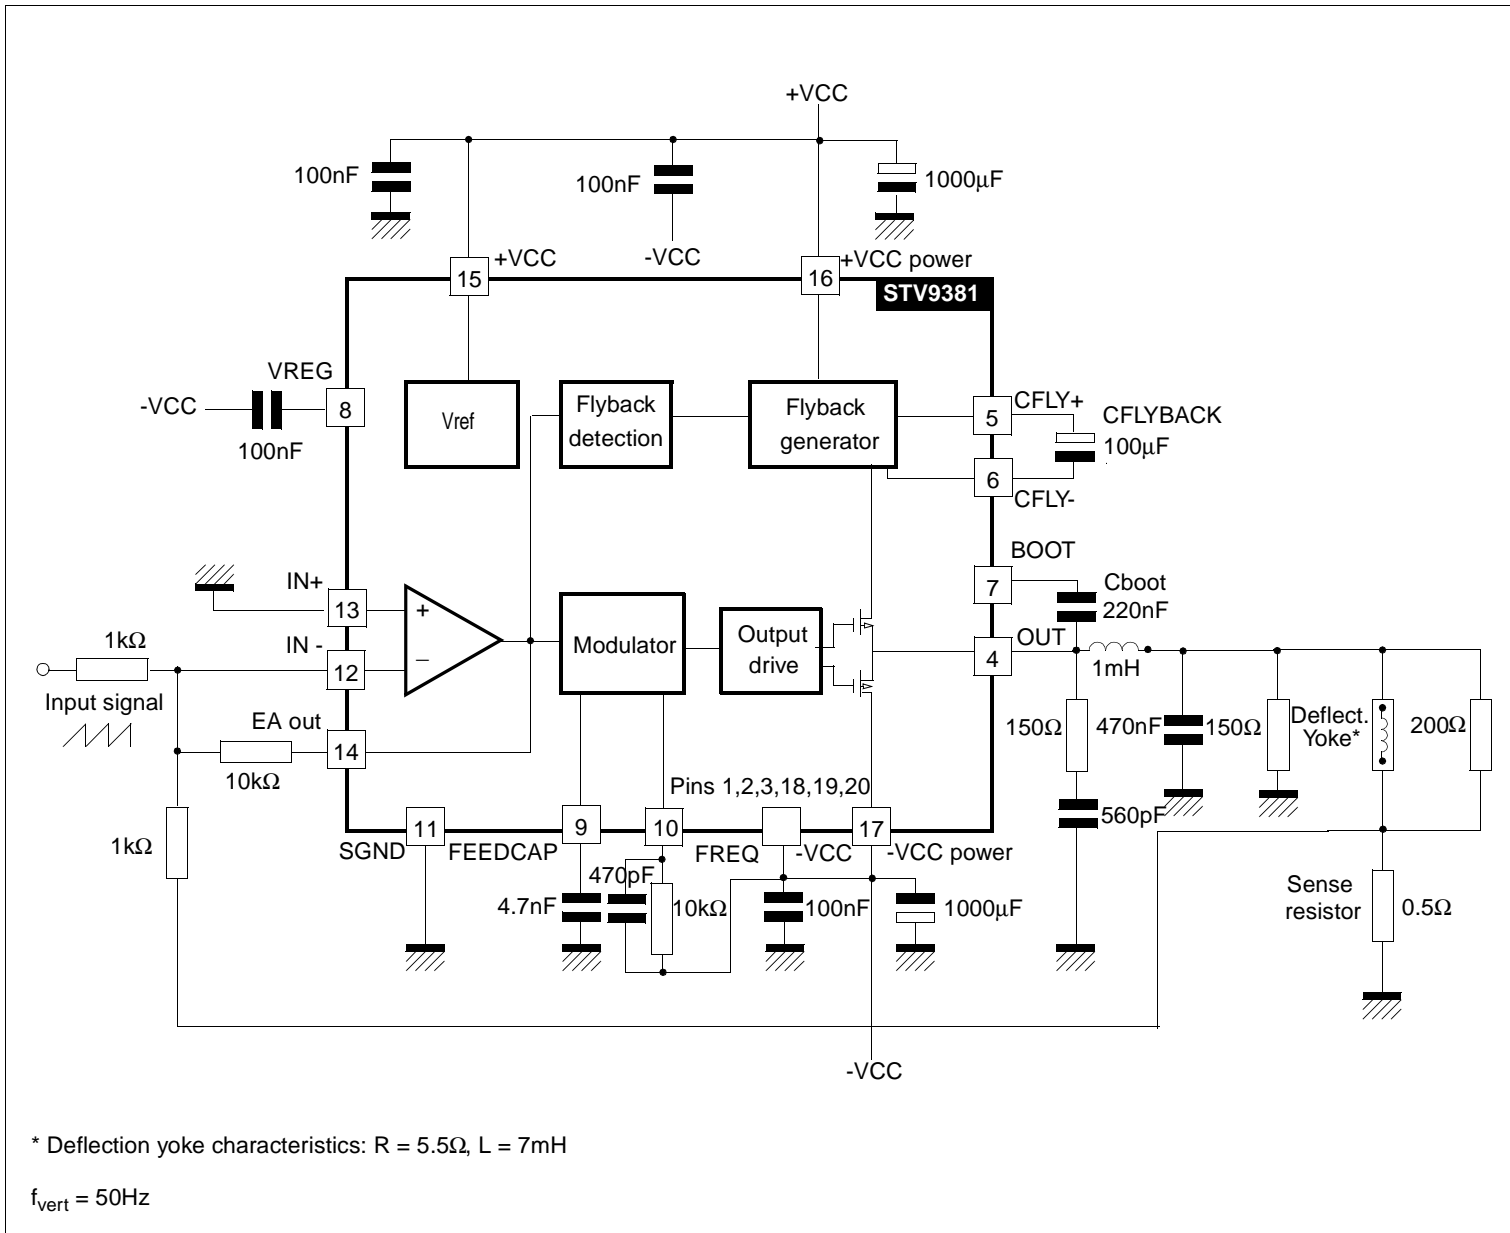 +VCC
100nF
100nF
1000µF
-VCC
+VCC
+VCC power
15
16
STV9381
VREG
-VCC
8
100nF
Vref
Flyback
detection
Flyback
generator
5
CFLY+
CFLYBACK
100µF
6
CFLY-
BOOT
7
Cboot
220nF
IN+
13
+
1kΩ
IN -
12
–
Modulator
Output
drive
OUT
4
1mH
Input signal
EA out
14
10kΩ
150Ω
470nF
150Ω
Deflect.
Yoke*
200Ω
Pins 1,2,3,18,19,20
560pF
1kΩ
11
9
10
17
SGND
FEEDCAP
FREQ
-VCC
-VCC power
470pF
4.7nF
10kΩ
100nF
1000µF
Sense
resistor
0.5Ω
-VCC
* Deflection yoke characteristics: R = 5.5Ω, L = 7mH
fvert = 50Hz